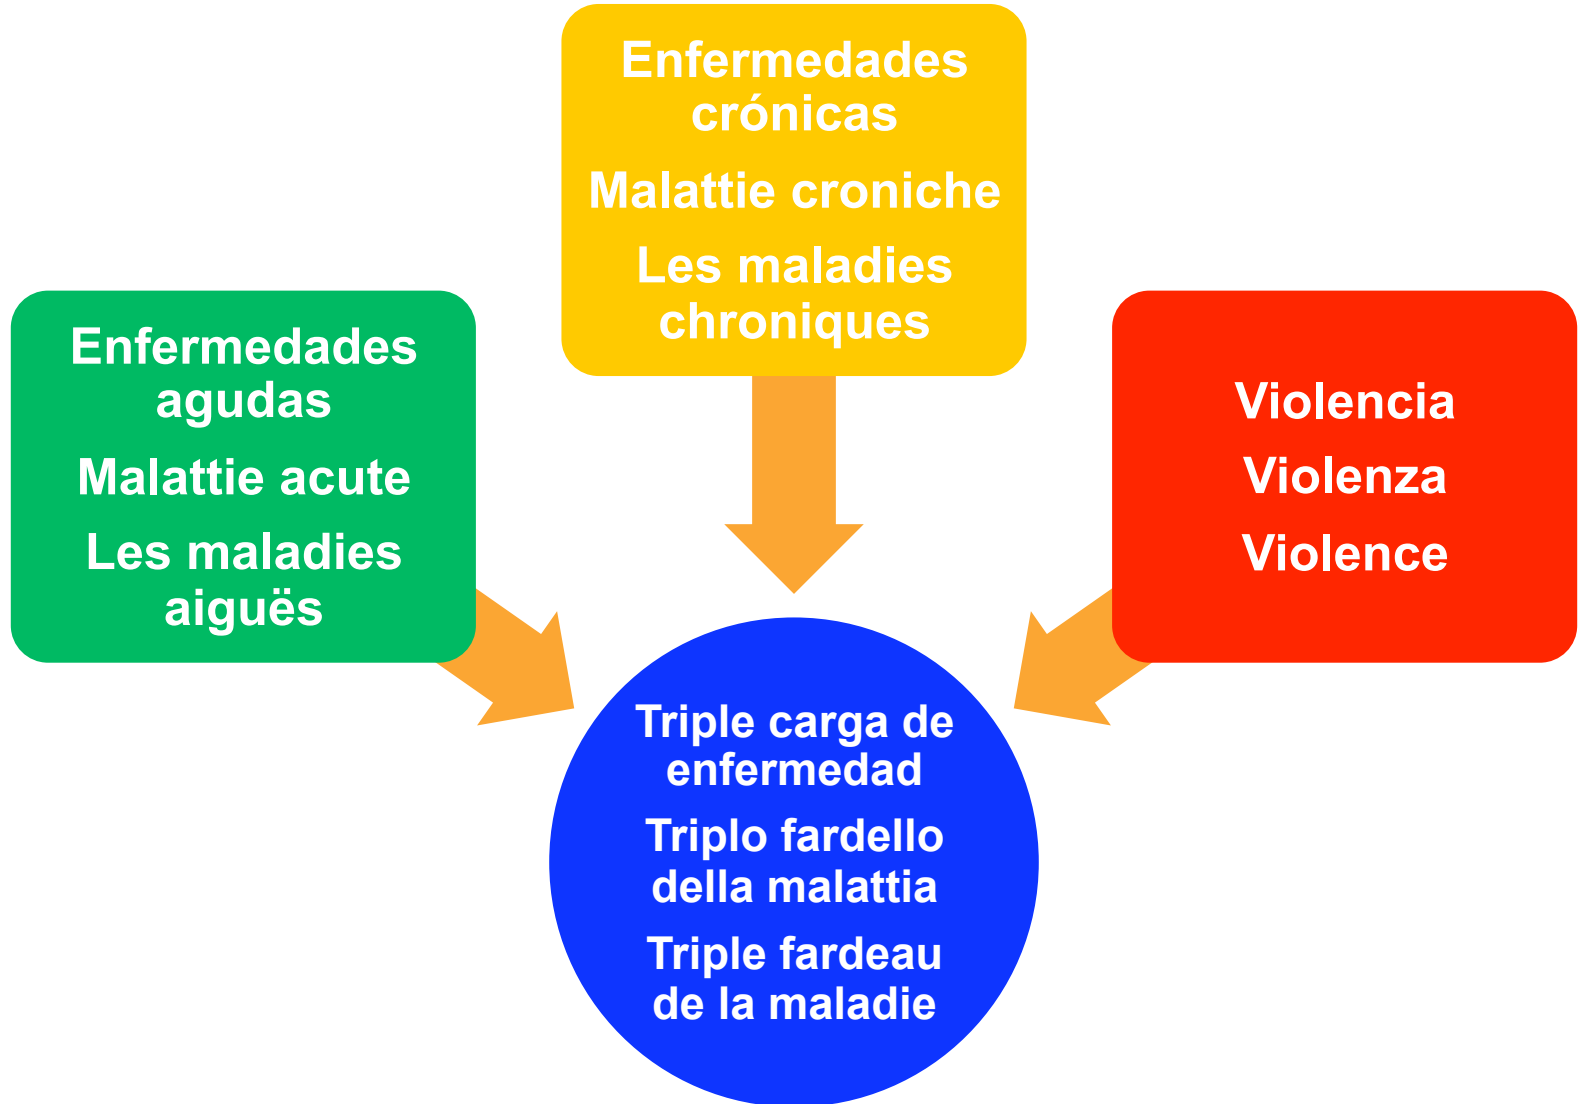 Enfermedades
crónicas
Malattie croniche
Les maladies
chroniques
Enfermedades
agudas
Malattie acute
Les maladies
aiguës
Violencia
Violenza
Violence
Triple carga de
enfermedad
Triplo fardello
della malattia
Triple fardeau
de la maladie